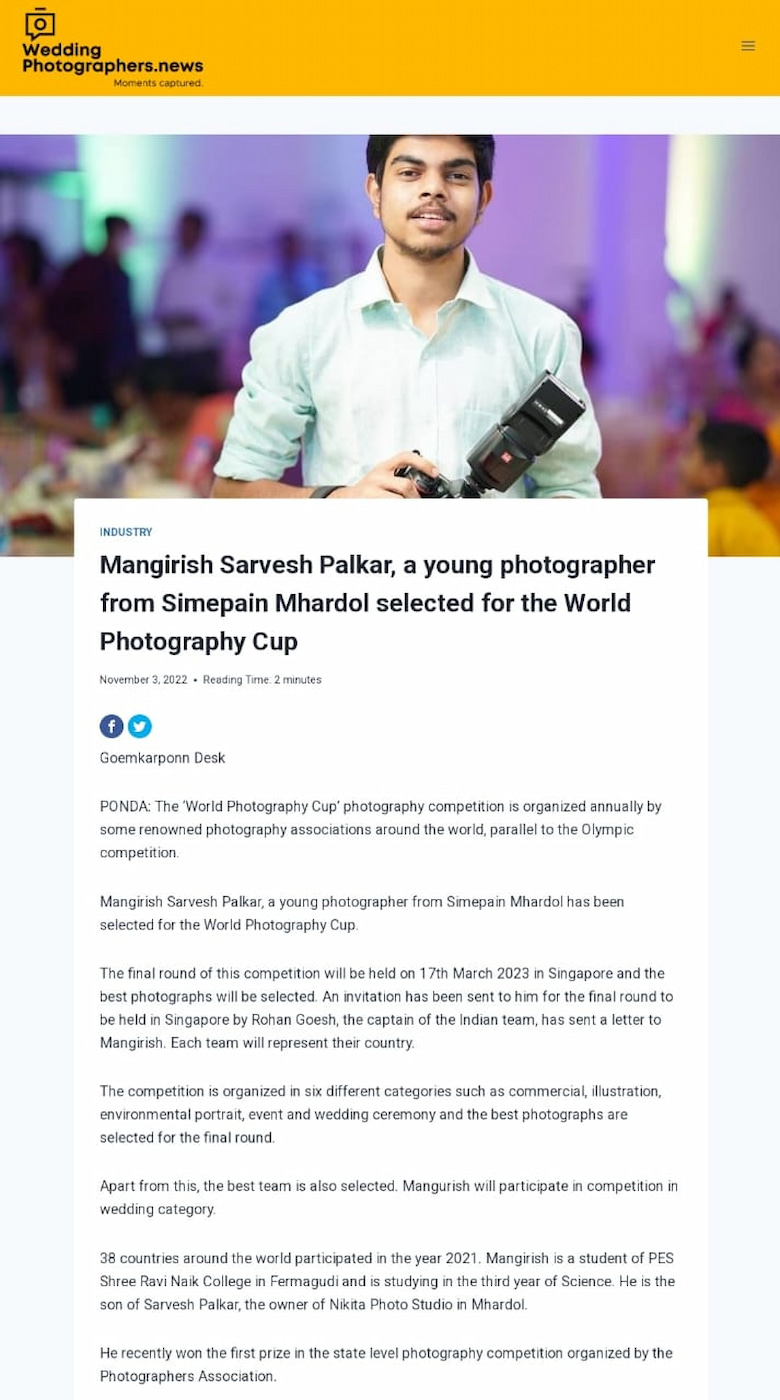 Wedding
Photographers.news
Moments captured.
INDUSTRY
Mangirish Sarvesh Palkar, a young photographer
from Simepain Mhardol selected for the World
Photography Cup
November 3, 2022 • Reading Time: 2 minutes
Goemkarponn Desk
PONDA: The ‘World Photography Cup’ photography competition is organized annually by
some renowned photography associations around the world, parallel to the Olympic
competition.
Mangirish Sarvesh Palkar, a young photographer from Simepain Mhardol has been
selected for the World Photography Cup.
The final round of this competition will be held on 17th March 2023 in Singapore and the
best photographs will be selected. An invitation has been sent to him for the final round to
be held in Singapore by Rohan Goesh, the captain of the Indian team, has sent a letter to
Mangirish. Each team will represent their country.
The competition is organized in six different categories such as commercial, illustration,
environmental portrait, event and wedding ceremony and the best photographs are
selected for the final round.
Apart from this, the best team is also selected. Mangurish will participate in competition in
wedding category.
38 countries around the world participated in the year 2021. Mangirish is a student of PES
Shree Ravi Naik College in Fermagudi and is studying in the third year of Science. He is the
son of Sarvesh Palkar, the owner of Nikita Photo Studio in Mhardol.
He recently won the first prize in the state level photography competition organized by the
Photographers Association.